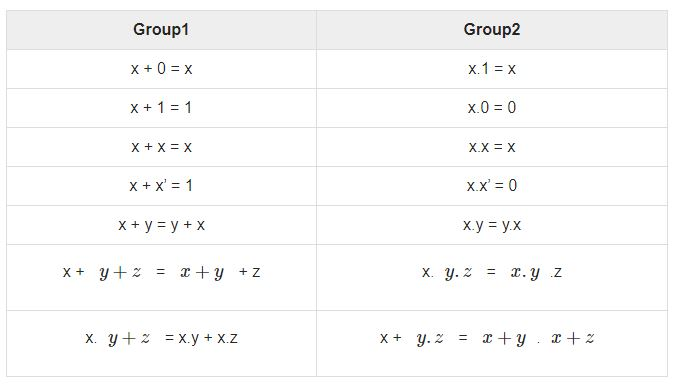 Group1 Group2
x + 0 = x x.1 = x
x + 1 = 1 x.0 = 0
x + x = x x.x = x
x + x’ = 1 x.x’ = 0
x + y = y + x x.y = y.x
x + y + z = x + y + z x. y. z = x. y .z
x. y + z = x.y + x.z x + y. z = x + y . x + z